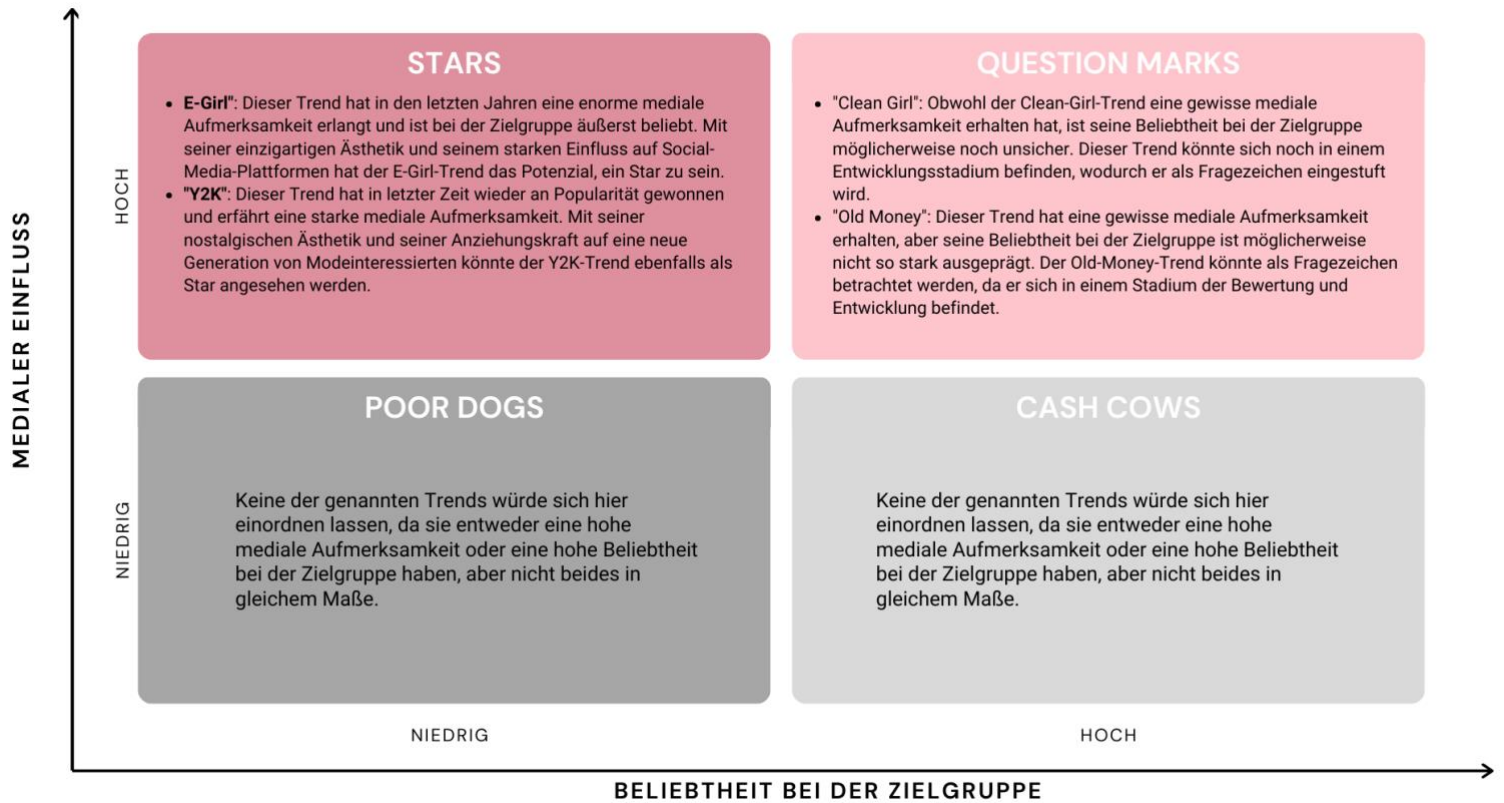 MEDIALER EINFLUSS
HOCH
NIEDRIG
STARS
• E-Girl": Dieser Trend hat in den letzten Jahren eine enorme mediale
Aufmerksamkeit erlangt und ist bei der Zielgruppe äußerst beliebt. Mit
seiner einzigartigen Ästhetik und seinem starken Einfluss auf Social-
Media-Plattformen hat der E-Girl-Trend das Potenzial, ein Star zu sein.
• "Y2K": Dieser Trend hat in letzter Zeit wieder an Popularität gewonnen
und erfährt eine starke mediale Aufmerksamkeit. Mit seiner
nostalgischen Ästhetik und seiner Anziehungskraft auf eine neue
Generation von Modeinteressierten könnte der Y2K-Trend ebenfalls als
Star angesehen werden.
QUESTION MARKS
• "Clean Girl": Obwohl der Clean-Girl-Trend eine gewisse mediale
Aufmerksamkeit erhalten hat, ist seine Beliebtheit bei der Zielgruppe
möglicherweise noch unsicher. Dieser Trend könnte sich noch in einem
Entwicklungsstadium befinden, wodurch er als Fragezeichen eingestuft
wird.
• "Old Money": Dieser Trend hat eine gewisse mediale Aufmerksamkeit
erhalten, aber seine Beliebtheit bei der Zielgruppe ist möglicherweise
nicht so stark ausgeprägt. Der Old-Money-Trend könnte als Fragezeichen
betrachtet werden, da er sich in einem Stadium der Bewertung und
Entwicklung befindet.
POOR DOGS
Keine der genannten Trends würde sich hier
einordnen lassen, da sie entweder eine hohe
mediale Aufmerksamkeit oder eine hohe Beliebtheit
bei der Zielgruppe haben, aber nicht beides in
gleichem Maße.
CASH COWS
Keine der genannten Trends würde sich hier
einordnen lassen, da sie entweder eine hohe
mediale Aufmerksamkeit oder eine hohe Beliebtheit
bei der Zielgruppe haben, aber nicht beides in
gleichem Maße.
NIEDRIG
HOCH
BELIEBTHEIT BEI DER ZIELGRUPPE